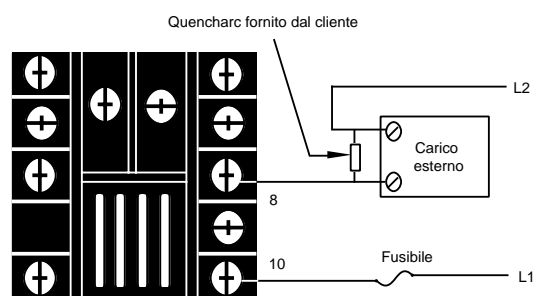 Quencharc fornito dal cliente
L2
Carico
esterno
8
10
Fusibile
L1